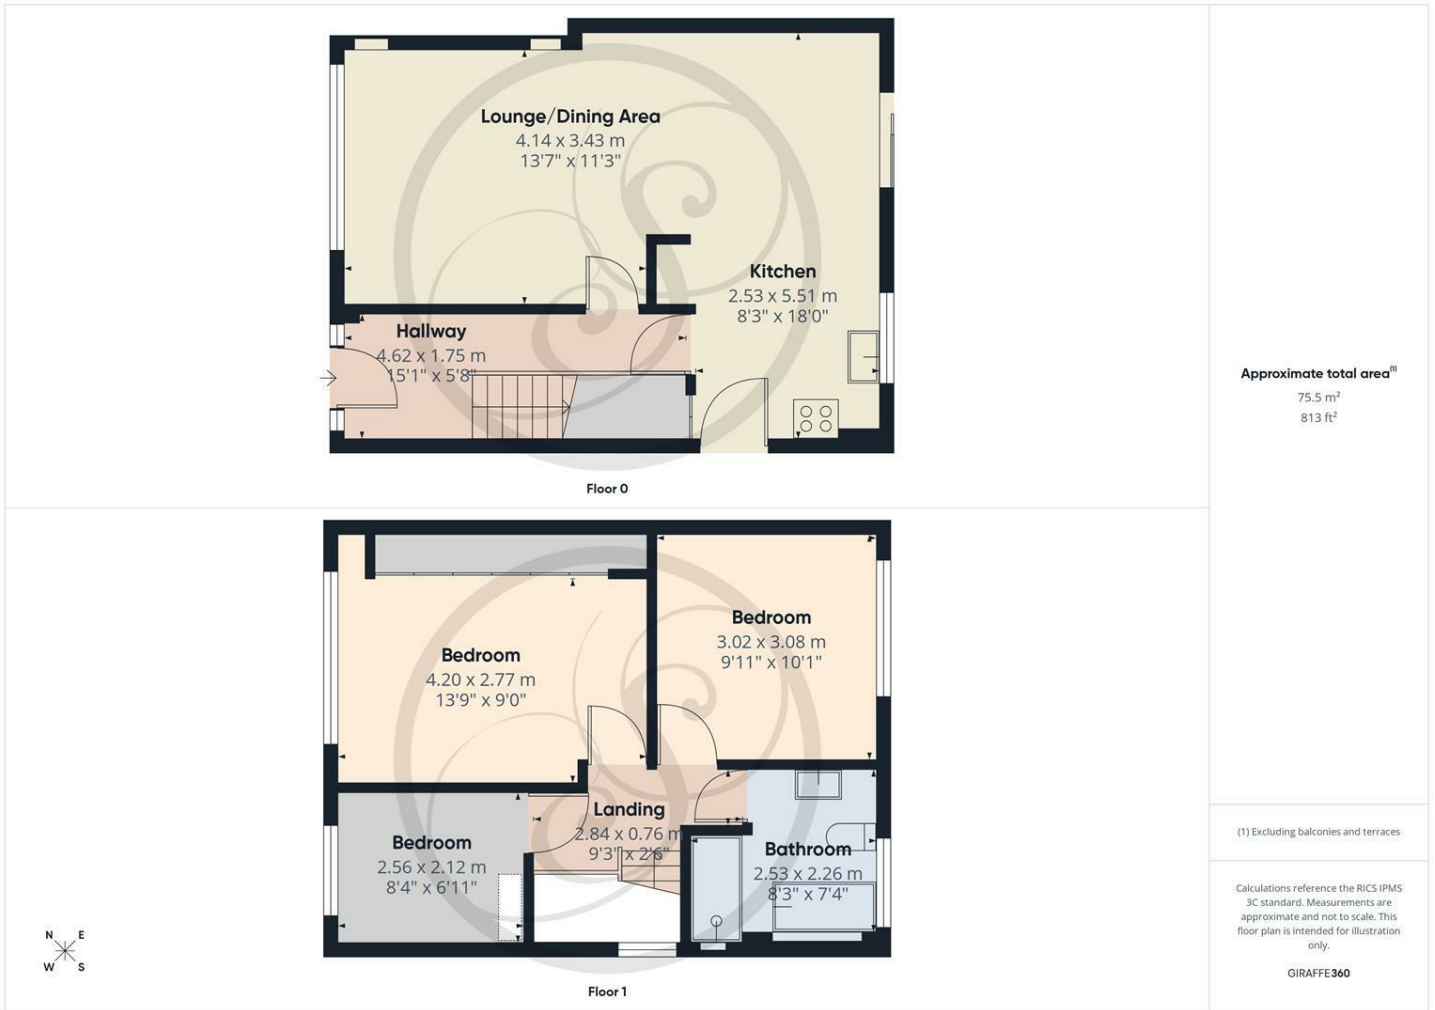 Lounge/Dining Area
4.14 x 3.43 m
13'7" x 11'3"
Kitchen
2.53 x 5.51 m
8'3" x 18'0"
Hallway
4.62 x 1.75 m
15'1" x 5'8"
Floor 0
Bedroom
3.02 x 3.08 m
9'11" x 10'1"
Bedroom
4.20 x 2.77 m
13'9" x 9'0"
Landing
2.84 x 0.76 m
9'3" x 2'6"
Bedroom
2.56 x 2.12 m
8'4" x 6'11"
Bathroom
2.53 x 2.26 m
8'3" x 7'4"
N E
W S
Floor 1
Approximate total area(1)
75.5 m²
813 ft²
(1) Excluding balconies and terraces
Calculations reference the RICS IPMS
3C standard. Measurements are
approximate and not to scale. This
floor plan is intended for illustration
only.
GIRAFFE360